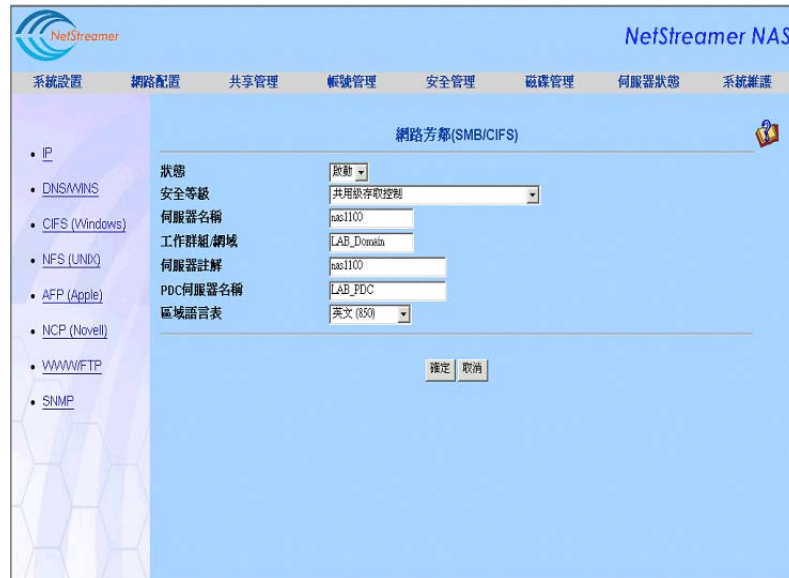 NetStreamer
NetStreamer NAS
系統設置 網路配置 共享管理 帳號管理 安全管理 磁碟管理 伺服器狀態 系統維護
網路芳鄰(SMB/CIFS)
IP
DNS/WINS
CIFS (Windows)
NFS (UNIX)
AFP (Apple)
NCP (Novell)
WWW/FTP
SNMP
狀態 啟動
安全等級 共用級存取控制
伺服器名稱 nas1100
工作群組/網域 LAB_Domain
伺服器註解 nas1100
PDC伺服器名稱 LAB_PDC
區域語言表 英文 (850)
確定 取消